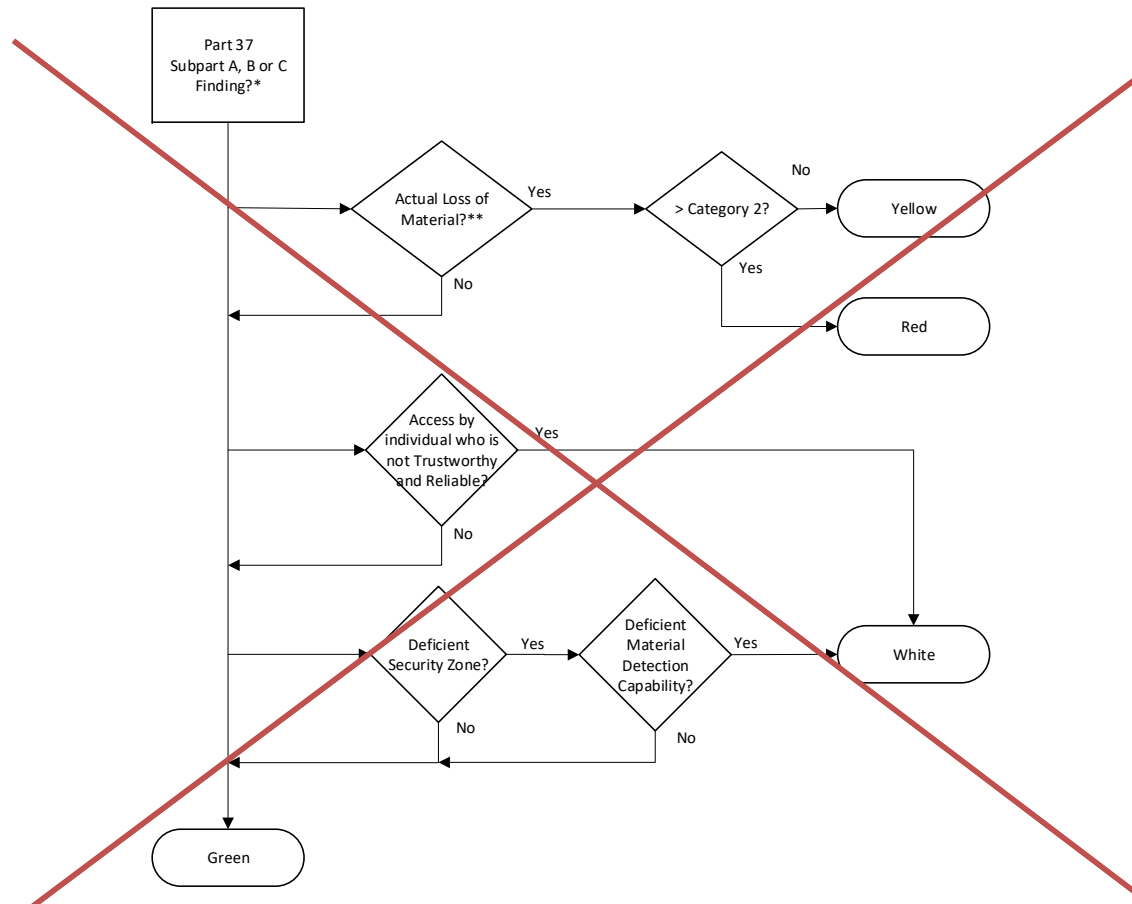 Part 37
Subpart A, B or C
Finding?*
Actual Loss of
Material?**
Yes
No
> Category 2?
No
Yes
Yellow
Red
Access by
individual who is
not Trustworthy
and Reliable?
Yes
No
Deficient
Security Zone?
Yes
No
Deficient
Material
Detection
Capability?
Yes
No
White
Green